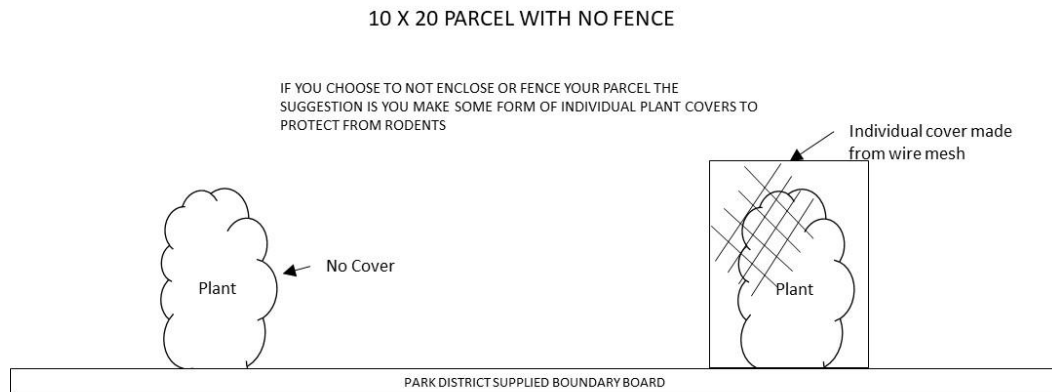 10 X 20 PARCEL WITH NO FENCE
IF YOU CHOOSE TO NOT ENCLOSE OR FENCE YOUR PARCEL THE
SUGGESTION IS YOU MAKE SOME FORM OF INDIVIDUAL PLANT COVERS TO
PROTECT FROM RODENTS
Individual cover made
from wire mesh
No Cover
Plant
Plant
PARK DISTRICT SUPPLIED BOUNDARY BOARD